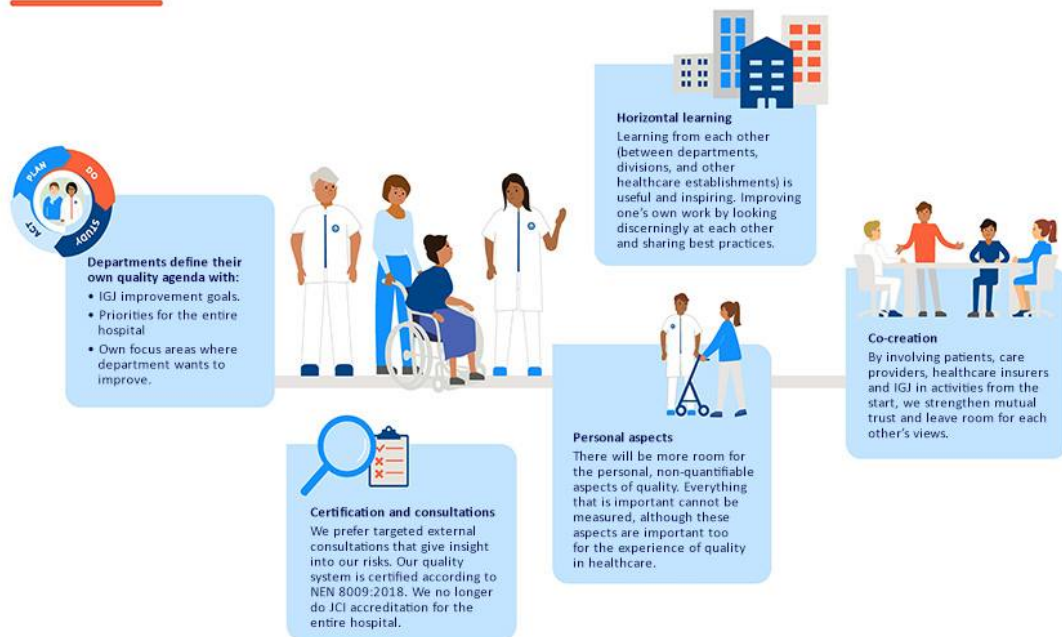 PLAN
DO
STUDY
ACT
Departments define their
own quality agenda with:
• IGJ improvement goals.
• Priorities for the entire
hospital
• Own focus areas where
department wants to
improve.
Certification and consultations
We prefer targeted external
consultations that give insight
into our risks. Our quality
system is certified according to
NEN 8009:2018. We no longer
do JCI accreditation for the
entire hospital.
Horizontal learning
Learning from each other
(between departments,
divisions, and other
healthcare establishments) is
useful and inspiring. Improving
one's own work by looking
discerningly at each other
and sharing best practices.
Personal aspects
There will be more room for
the personal, non-quantifiable
aspects of quality. Everything
that is important cannot be
measured, although these
aspects are important too
for the experience of quality
in healthcare.
Co-creation
By involving patients, care
providers, healthcare insurers
and IGJ in activities from the
start, we strengthen mutual
trust and leave room for each
other's views.